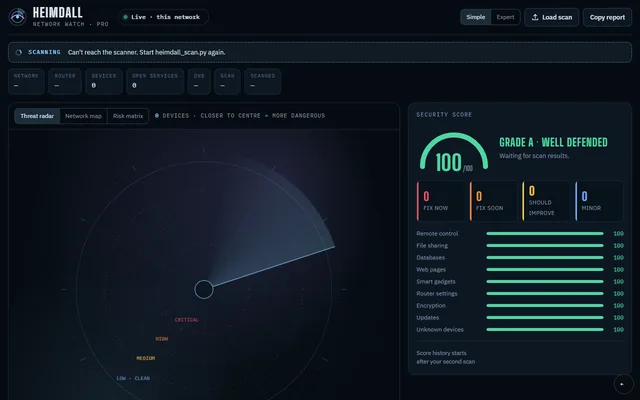 HEIMDALL
NETWORK WATCH · PRO
Live · this network
Simple
Expert
Load scan
Copy report
SCANNING
Can't reach the scanner. Start heimdall_scan.py again.
NETWORK
—
ROUTER
—
DEVICES
0
OPEN SERVICES
0
DNS
—
SCAN
—
SCANNED
—
Threat radar
Network map
Risk matrix
0 DEVICES · CLOSER TO CENTRE = MORE DANGEROUS
CRITICAL
HIGH
MEDIUM
LOW · CLEAN
SECURITY SCORE
100/100
GRADE A · WELL DEFENDED
Waiting for scan results.
0
FIX NOW
0
FIX SOON
0
SHOULD
IMPROVE
0
MINOR
Remote control 100
File sharing 100
Databases 100
Web pages 100
Smart gadgets 100
Router settings 100
Encryption 100
Updates 100
Unknown devices 100
Score history starts
after your second scan